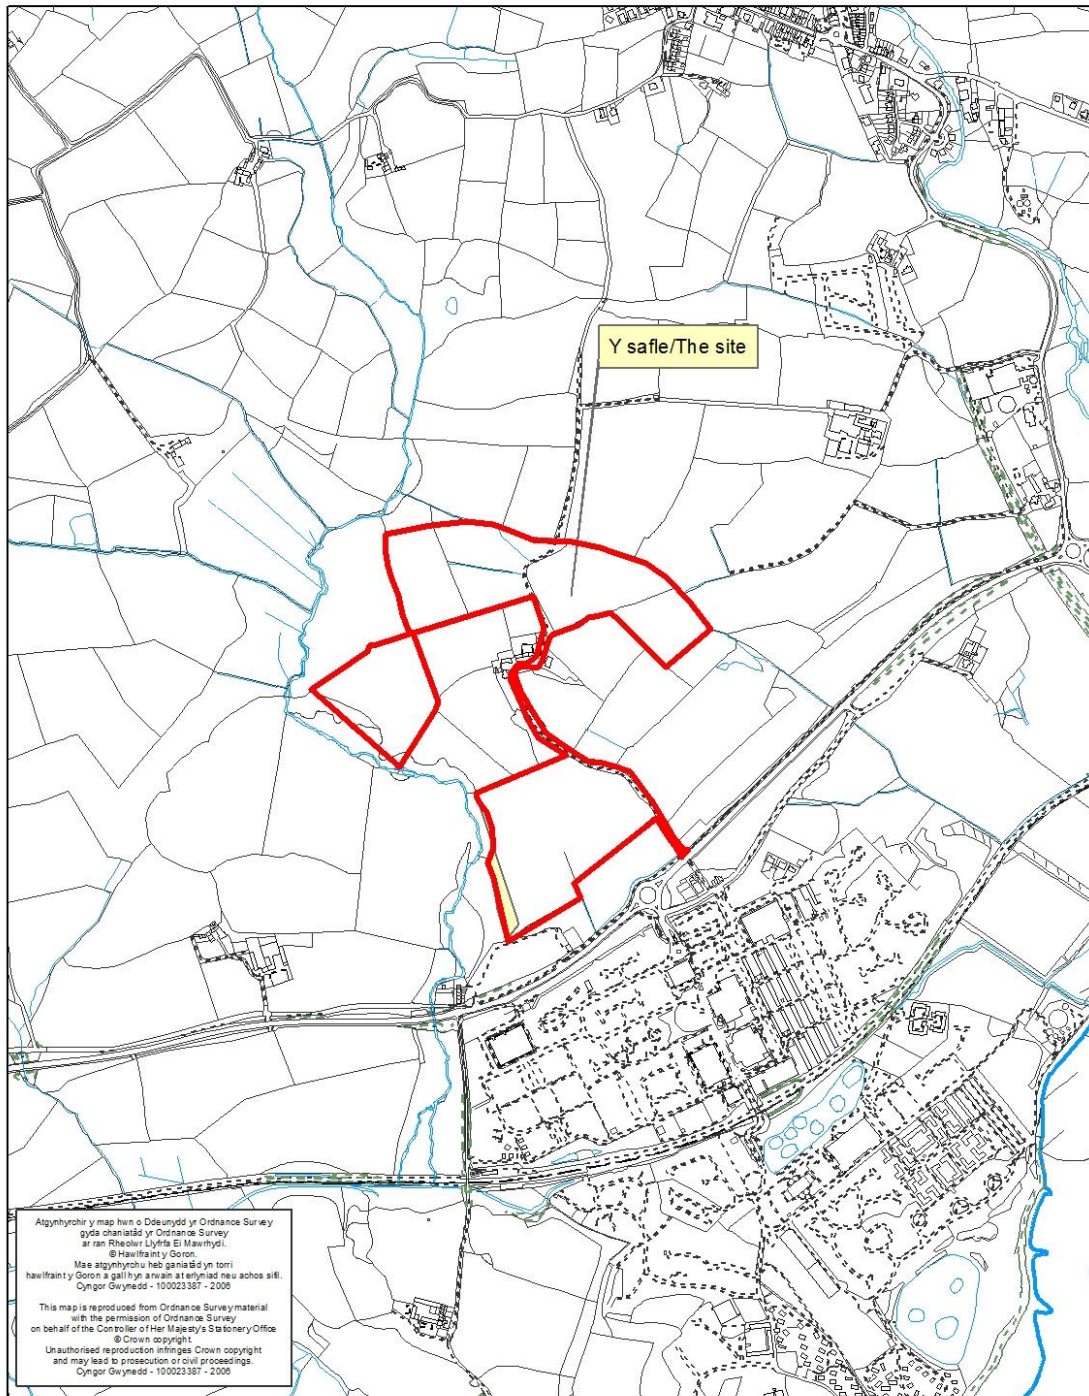 Y safle/The site
Atgynhyrchir y map hwn o Ddeunydd yr Ordnance Survey
gyda chaniatâd yr Ordnance Survey
ar ran Rheolwr Llyfrfa Ei Mawrhydi.
© Hawlfraint y Goron.
Mae atgynhyrchu heb ganiatâd yn torri
hawlfraint y Goron a gall hyn arwain at erlyniad neu achos sifil.
Cyngor Gwynedd - 100023387 - 2006
This map is reproduced from Ordnance Survey material
with the permission of Ordnance Survey
on behalf of the Controller of Her Majesty's Stationery Office
© Crown copyright.
Unauthorised reproduction infringes Crown copyright
and may lead to prosecution or civil proceedings.
Cyngor Gwynedd - 100023387 - 2006